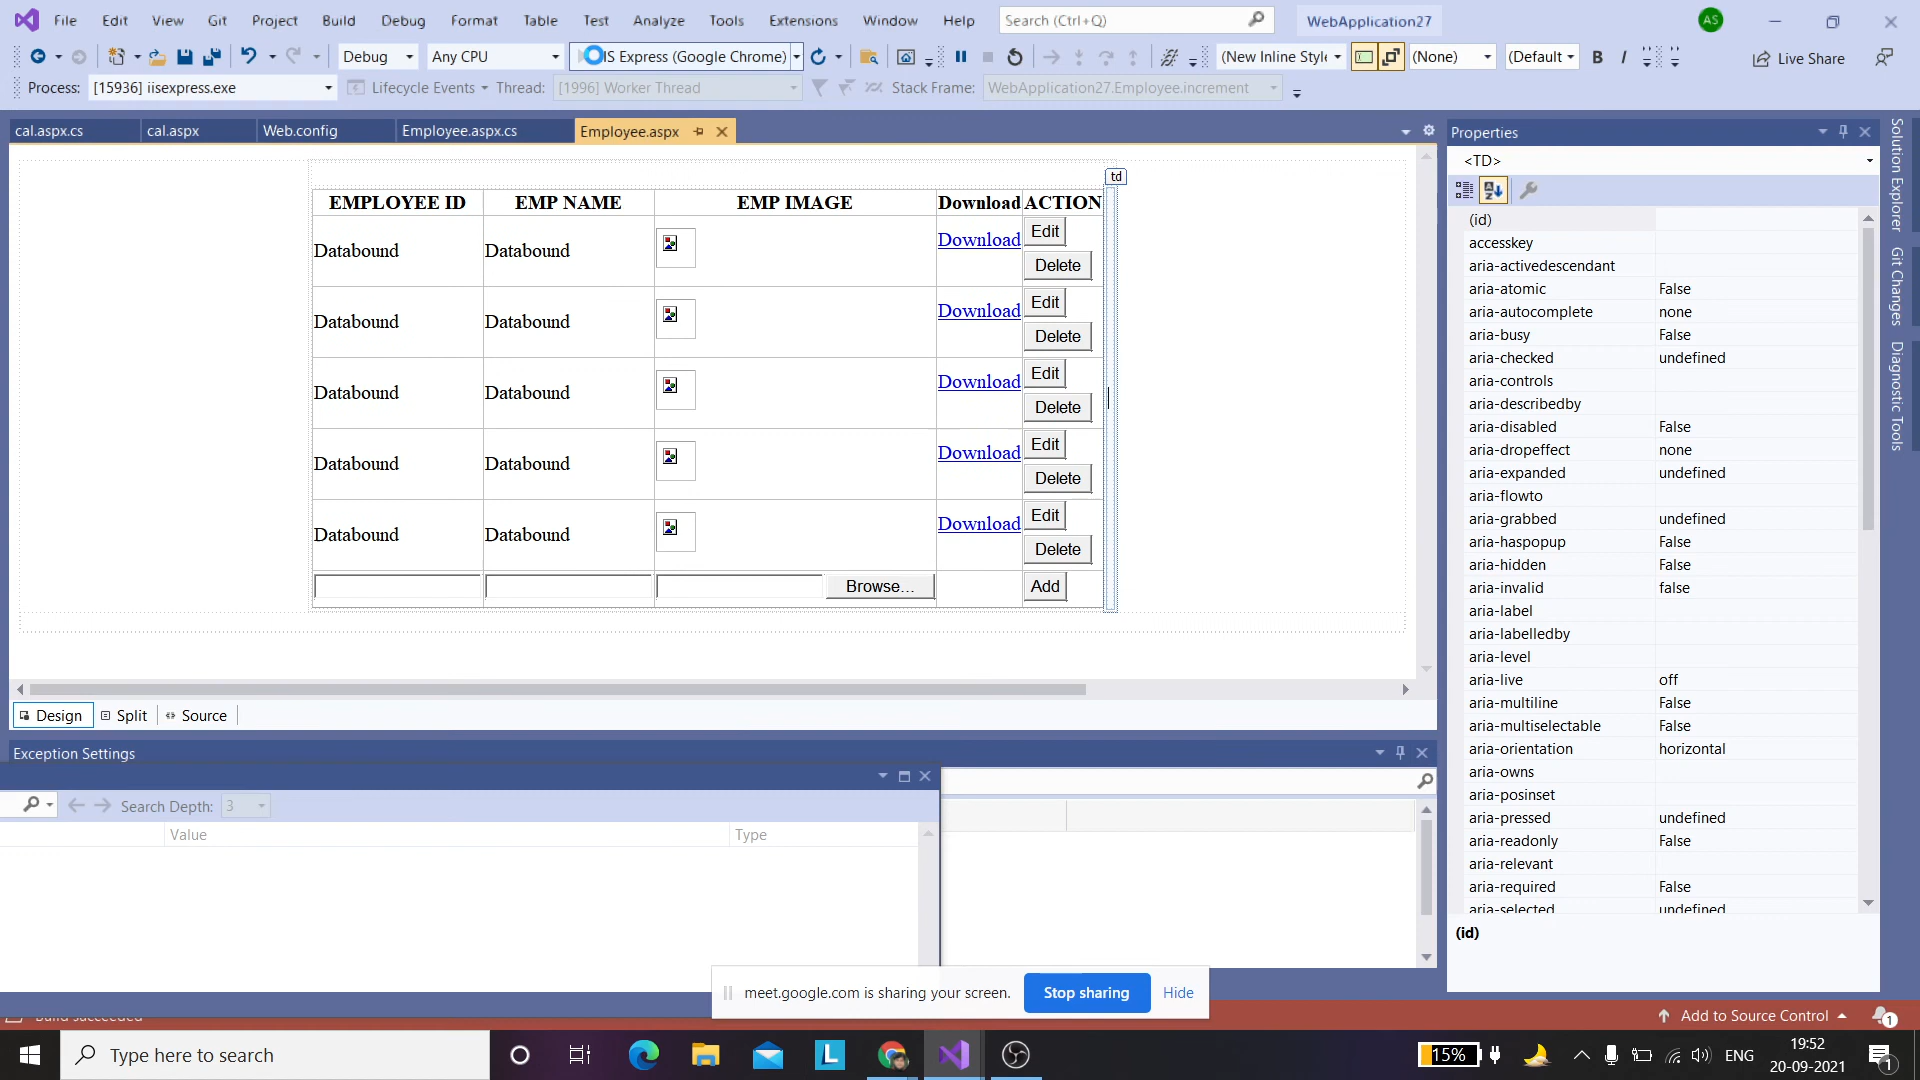 File Edit View Git Project Build Debug Format Table Test Analyze Tools Extensions Window Help Search (Ctrl+Q) WebApplication27 AS
Debug Any CPU IIS Express (Google Chrome) (New Inline Style (None) (Default B I Live Share
Process: [15936] iisexpress.exe Lifecycle Events Thread: [1996] Worker Thread Stack Frame: WebApplication27.Employee.increment
cal.aspx.cs cal.aspx Web.config Employee.aspx.cs Employee.aspx
td
EMPLOYEE ID EMP NAME EMP IMAGE Download ACTION
Databound Databound Download Edit
Delete
Databound Databound Download Edit
Delete
Databound Databound Download Edit
Delete
Databound Databound Download Edit
Delete
Databound Databound Download Edit
Delete
Browse... Add
Design Split Source
Exception Settings
Search Depth: 3
Value Type
Properties
<TD>
(id)
accesskey
aria-activedescendant
aria-atomic False
aria-autocomplete none
aria-busy False
aria-checked undefined
aria-controls
aria-describedby
aria-disabled False
aria-dropeffect none
aria-expanded undefined
aria-flowto
aria-grabbed undefined
aria-haspopup False
aria-hidden False
aria-invalid false
aria-label
aria-labelledby
aria-level
aria-live off
aria-multiline False
aria-multiselectable False
aria-orientation horizontal
aria-owns
aria-posinset
aria-pressed undefined
aria-readonly False
aria-relevant
aria-required False
aria-selected undefined
(id)
Solution Explorer
Git Changes
Diagnostic Tools
meet.google.com is sharing your screen. Stop sharing Hide
Build succeeded Add to Source Control 1
Type here to search L 15% ENG 19:52
20-09-2021 1